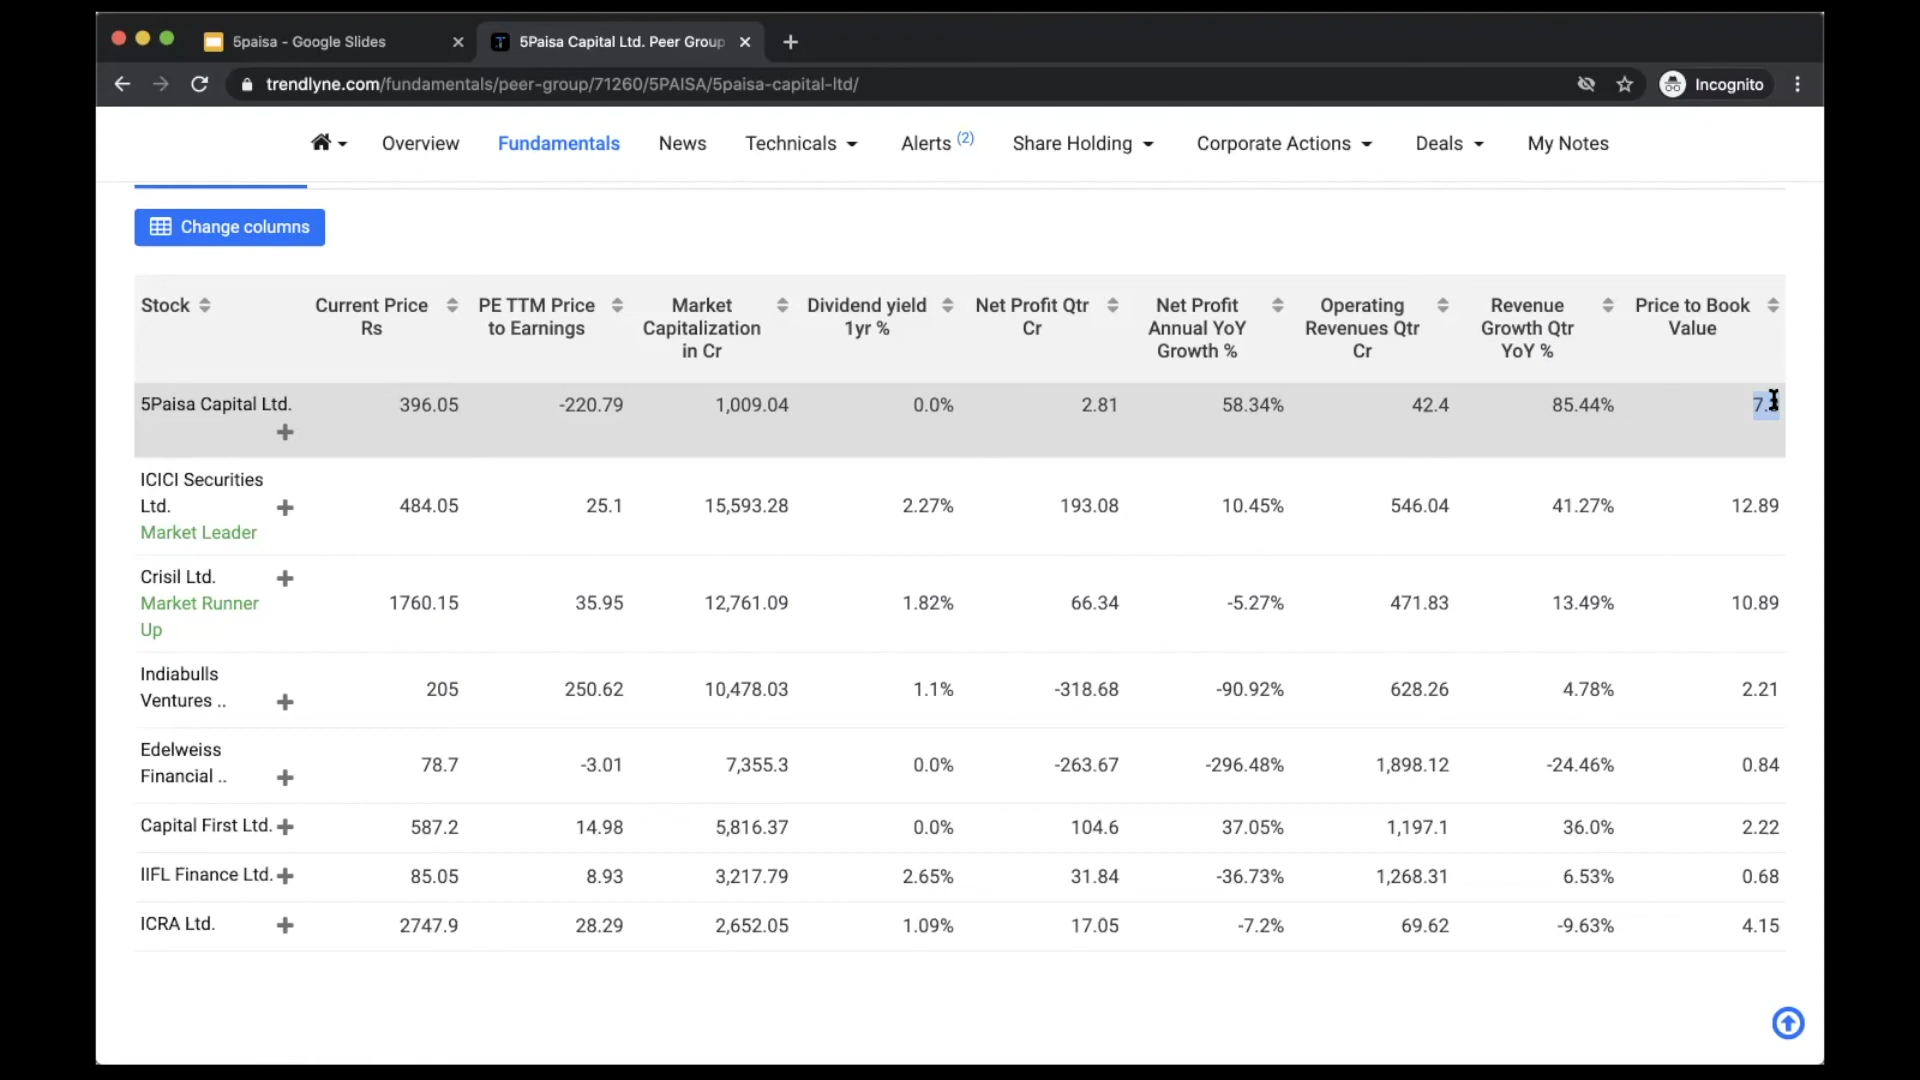 5paisa - Google Slides
5Paisa Capital Ltd. Peer Group
trendlyne.com/fundamentals/peer-group/71260/5PAISA/5paisa-capital-ltd/
Incognito
Overview Fundamentals News Technicals Alerts (2) Share Holding Corporate Actions Deals My Notes
Change columns
Stock Current Price Rs PE TTM Price to Earnings Market Capitalization in Cr Dividend yield 1yr % Net Profit Qtr Cr Net Profit Annual YoY Growth % Operating Revenues Qtr Cr Revenue Growth Qtr YoY % Price to Book Value
5Paisa Capital Ltd. 396.05 -220.79 1,009.04 0.0% 2.81 58.34% 42.4 85.44%
ICICI Securities Ltd. Market Leader 484.05 25.1 15,593.28 2.27% 193.08 10.45% 546.04 41.27% 12.89
Crisil Ltd. Market Runner Up 1760.15 35.95 12,761.09 1.82% 66.34 -5.27% 471.83 13.49% 10.89
Indiabulls Ventures .. 205 250.62 10,478.03 1.1% -318.68 -90.92% 628.26 4.78% 2.21
Edelweiss Financial .. 78.7 -3.01 7,355.3 0.0% -263.67 -296.48% 1,898.12 -24.46% 0.84
Capital First Ltd. 587.2 14.98 5,816.37 0.0% 104.6 37.05% 1,197.1 36.0% 2.22
IIFL Finance Ltd. 85.05 8.93 3,217.79 2.65% 31.84 -36.73% 1,268.31 6.53% 0.68
ICRA Ltd. 2747.9 28.29 2,652.05 1.09% 17.05 -7.2% 69.62 -9.63% 4.15